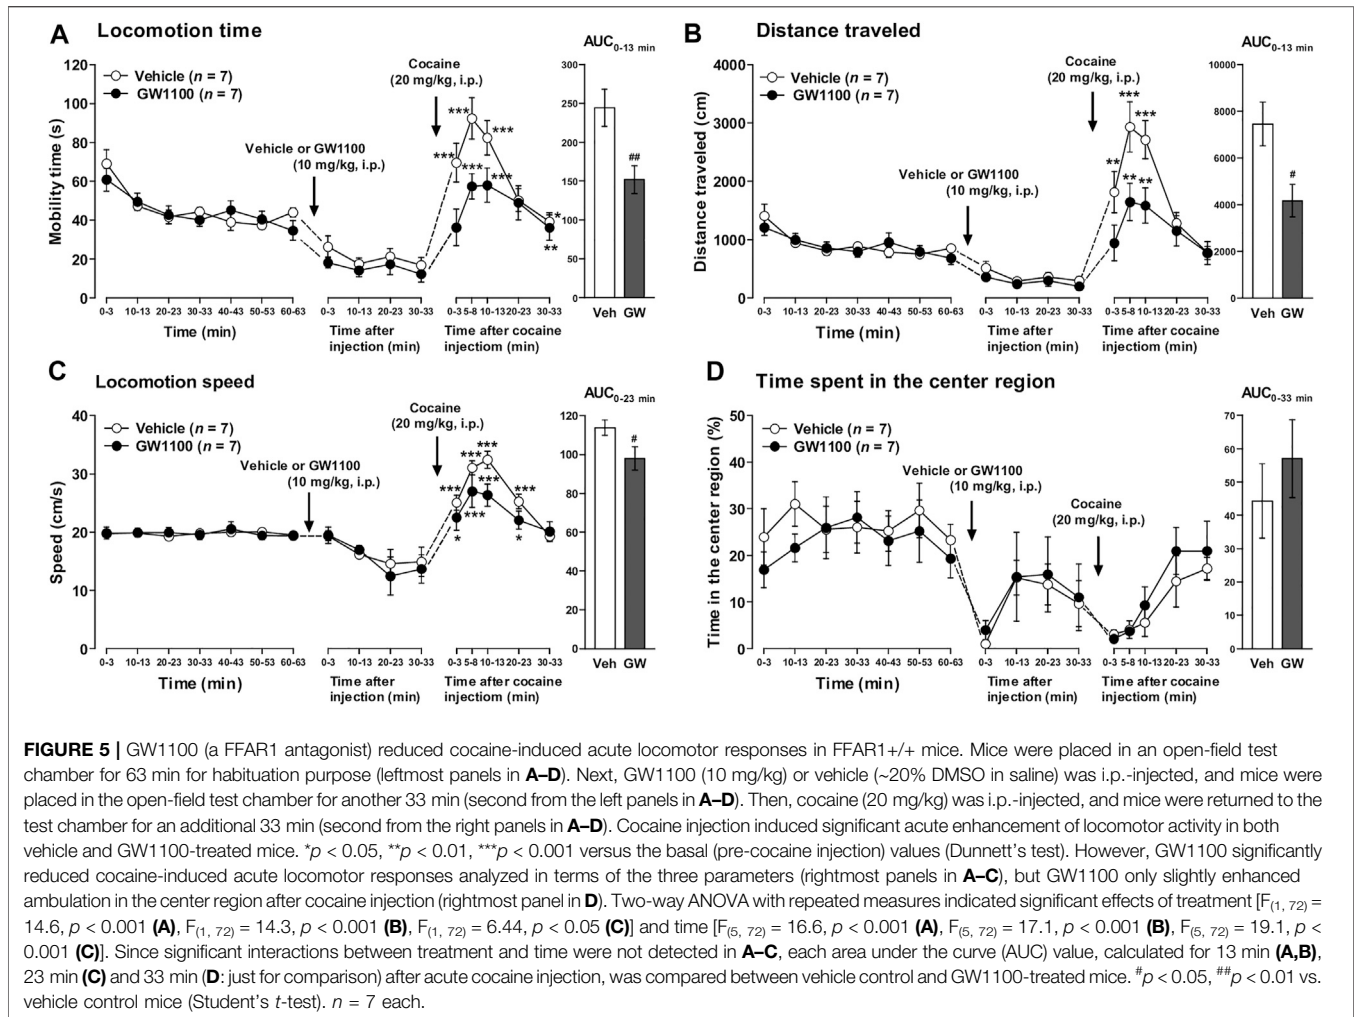 A Locomotion time
AUC0-13 min
Vehicle (n = 7)
GW1100 (n = 7)
Cocaine
(20 mg/kg, i.p.)
Vehicle or GW1100
(10 mg/kg, i.p.)
Mobility time (s)
120
100
80
60
40
20
0
*** *** *** *** *** *** * **
0-3 10-13 20-23 30-33 40-43 50-53 60-63 0-3 10-13 20-23 30-33 0-3 5-8 10-13 20-23 30-33
Time (min)
Time after
injection (min)
Time after cocaine
injectiom (min)
300
250
200
150
100
50
0
##
Veh GW
B Distance traveled
AUC0-13 min
Vehicle (n = 7)
GW1100 (n = 7)
Cocaine
(20 mg/kg, i.p.)
Vehicle or GW1100
(10 mg/kg, i.p.)
Distance traveled (cm)
4000
3000
2000
1000
0
*** *** ** ** **
0-3 10-13 20-23 30-33 40-43 50-53 60-63 0-3 10-13 20-23 30-33 0-3 5-8 10-13 20-23 30-33
Time (min)
Time after
injection (min)
Time after cocaine
injectiom (min)
10000
8000
6000
4000
2000
0
#
Veh GW
C Locomotion speed
AUC0-23 min
Vehicle (n = 7)
GW1100 (n = 7)
Cocaine
(20 mg/kg, i.p.)
Vehicle or GW1100
(10 mg/kg, i.p.)
Speed (cm/s)
40
30
20
10
0
*** *** *** *** *** *** * *
0-3 10-13 20-23 30-33 40-43 50-53 60-63 0-3 10-13 20-23 30-33 0-3 5-8 10-13 20-23 30-33
Time (min)
Time after
injection (min)
Time after cocaine
injectiom (min)
120
100
80
60
40
20
0
#
Veh GW
D Time spent in the center region
AUC0-33 min
Vehicle (n = 7)
GW1100 (n = 7)
Vehicle or GW1100
(10 mg/kg, i.p.)
Cocaine
(20 mg/kg, i.p.)
Time in the center region (%)
50
40
30
20
10
0
0-3 10-13 20-23 30-33 40-43 50-53 60-63 0-3 10-13 20-23 30-33 0-3 5-8 10-13 20-23 30-33
Time (min)
Time after
injection (min)
Time after cocaine
injectiom (min)
70
60
50
40
30
20
10
0
Veh GW
FIGURE 5 | GW1100 (a FFAR1 antagonist) reduced cocaine-induced acute locomotor responses in FFAR1+/+ mice. Mice were placed in an open-field test
chamber for 63 min for habituation purpose (leftmost panels in A–D). Next, GW1100 (10 mg/kg) or vehicle (~20% DMSO in saline) was i.p.-injected, and mice were
placed in the open-field test chamber for another 33 min (second from the left panels in A–D). Then, cocaine (20 mg/kg) was i.p.-injected, and mice were returned to the
test chamber for an additional 33 min (second from the right panels in A–D). Cocaine injection induced significant acute enhancement of locomotor activity in both
vehicle and GW1100-treated mice. *p < 0.05, **p < 0.01, ***p < 0.001 versus the basal (pre-cocaine injection) values (Dunnett's test). However, GW1100 significantly
reduced cocaine-induced acute locomotor responses analyzed in terms of the three parameters (rightmost panels in A–C), but GW1100 only slightly enhanced
ambulation in the center region after cocaine injection (rightmost panel in D). Two-way ANOVA with repeated measures indicated significant effects of treatment [F(1, 72) =
14.6, p < 0.001 (A), F(1, 72) = 14.3, p < 0.001 (B), F(1, 72) = 6.44, p < 0.05 (C)] and time [F(5, 72) = 16.6, p < 0.001 (A), F(5, 72) = 17.1, p < 0.001 (B), F(5, 72) = 19.1, p <
0.001 (C)]. Since significant interactions between treatment and time were not detected in A–C, each area under the curve (AUC) value, calculated for 13 min (A,B),
23 min (C) and 33 min (D: just for comparison) after acute cocaine injection, was compared between vehicle control and GW1100-treated mice. #p < 0.05, ##p < 0.01 vs.
vehicle control mice (Student's t-test). n = 7 each.